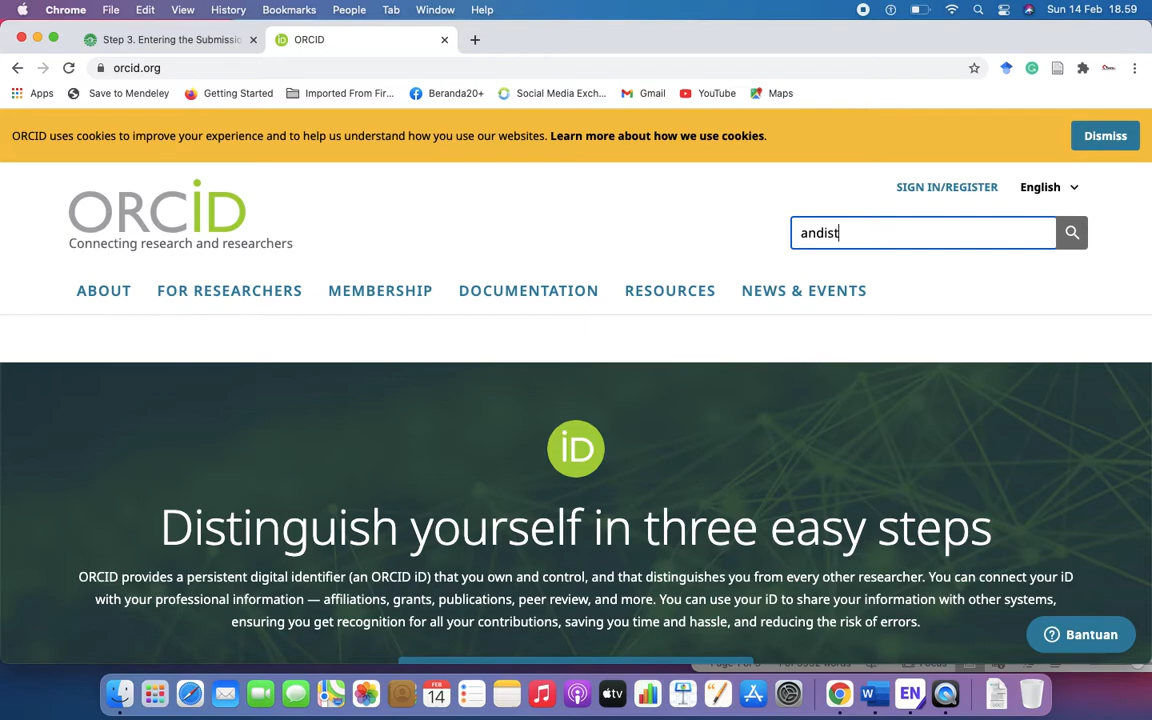 Chrome File Edit View History Bookmarks People Tab Window Help Sun 14 Feb 18.59
Step 3. Entering the Submissio ORCID
orcid.org
Apps Save to Mendeley Getting Started Imported From Fir... Beranda20+ Social Media Exch... Gmail YouTube Maps
ORCID uses cookies to improve your experience and to help us understand how you use our websites. Learn more about how we use cookies.
Dismiss
SIGN IN/REGISTER English
ORCiD
Connecting research and researchers
andist
ABOUT FOR RESEARCHERS MEMBERSHIP DOCUMENTATION RESOURCES NEWS & EVENTS
iD
Distinguish yourself in three easy steps
ORCID provides a persistent digital identifier (an ORCID iD) that you own and control, and that distinguishes you from every other researcher. You can connect your iD
with your professional information — affiliations, grants, publications, peer review, and more. You can use your iD to share your information with other systems,
ensuring you get recognition for all your contributions, saving you time and hassle, and reducing the risk of errors.
Bantuan
FEB
14
tv
W
EN